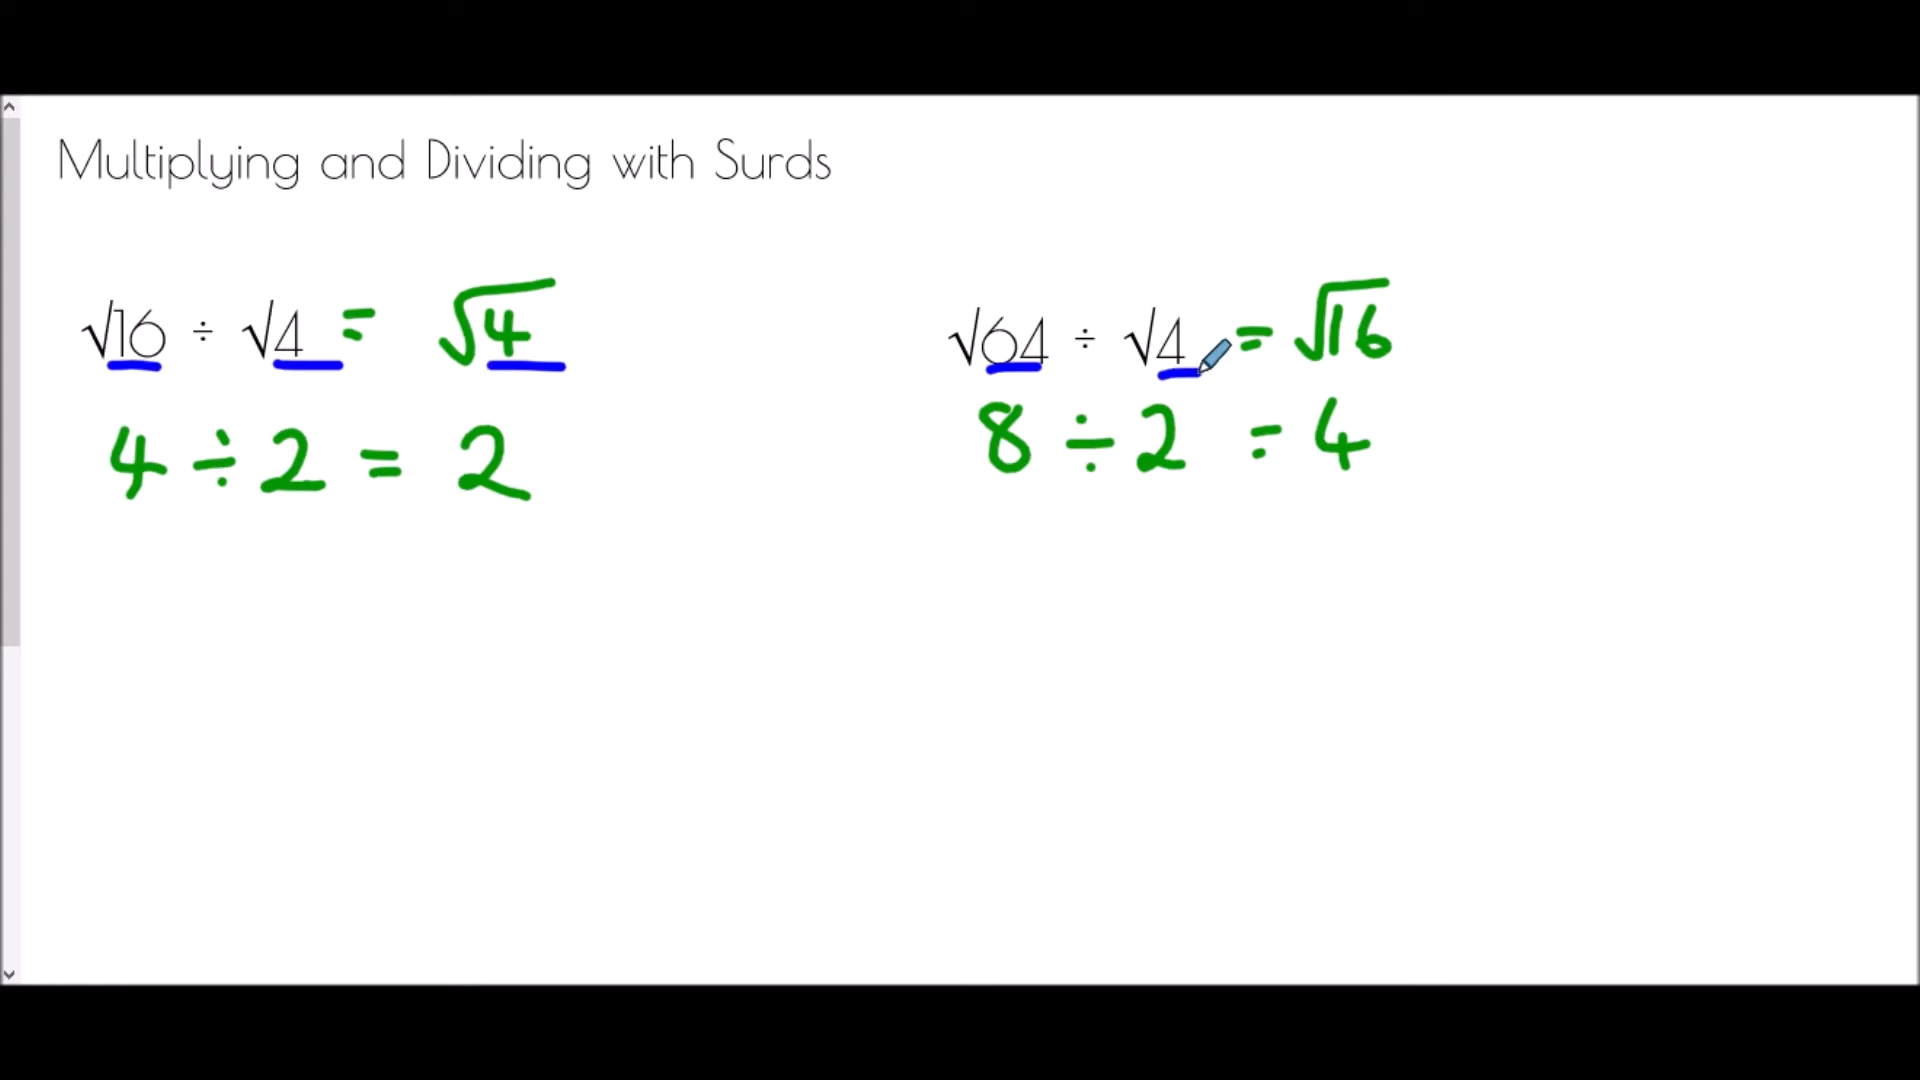 Multiplying and Dividing with Surds
√16 ÷ √4 = √4
4 ÷ 2 = 2
√64 ÷ √4 = √16
8 ÷ 2 = 4